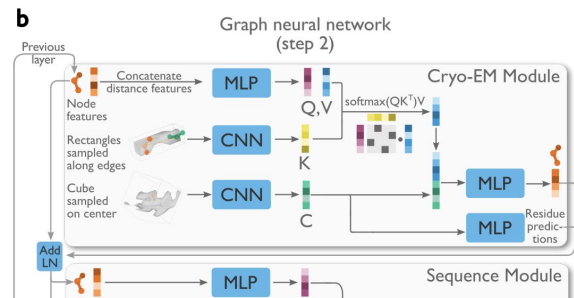 b
Graph neural network
(step 2)
Previous
layer
Cryo-EM Module
Concatenate
distance features
MLP
Node
features
Q,V
softmax(QKᵀ)V
Rectangles
sampled
along edges
CNN
K
Cube
sampled
on center
CNN
C
MLP
MLP
Residue
predic-
tions
Add
LN
Sequence Module
MLP